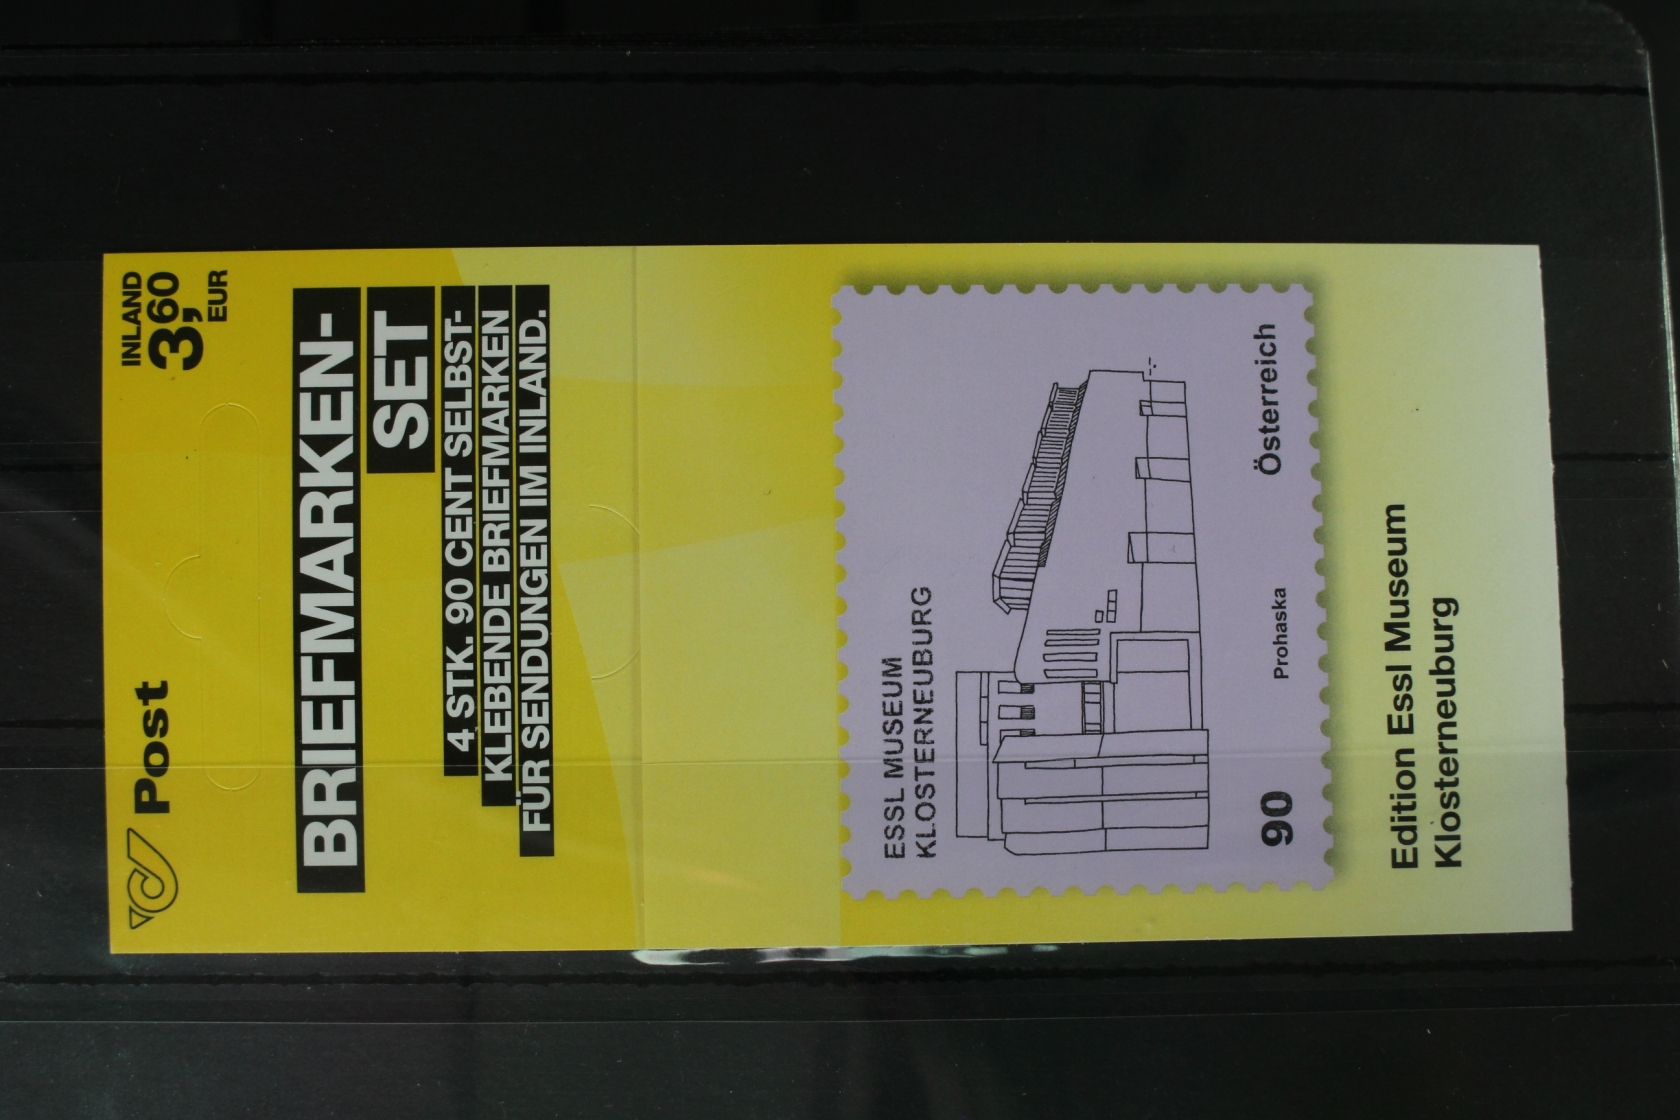 Post
INLAND
3,60
EUR
BRIEFMARKEN-
SET
4 STK. 90 CENT SELBST-
KLEBENDE BRIEFMARKEN
FÜR SENDUNGEN IM INLAND.
ESSL MUSEUM
KLOSTERNEUBURG
90 Prohaska Österreich
Edition Essl Museum
Klosterneuburg